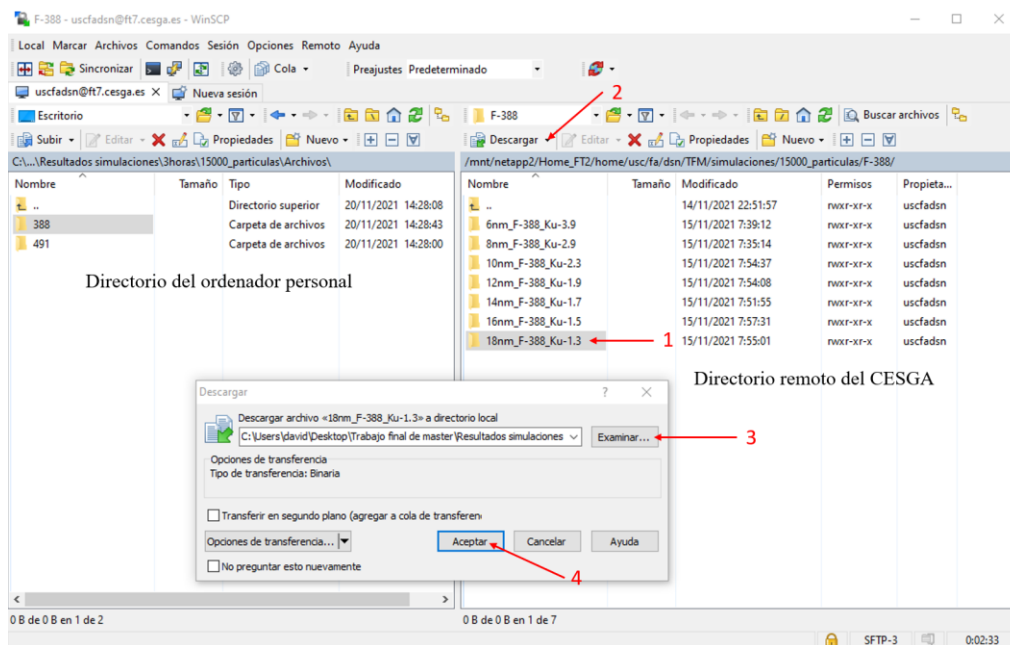 F-388 - uscfadsn@ft7.cesga.es - WinSCP
Local Marcar Archivos Comandos Sesión Opciones Remoto Ayuda
Sincronizar Cola Preajustes Predeterminado
uscfadsn@ft7.cesga.es Nueva sesión
2
Escritorio F-388 Buscar archivos
Subir Editar Propiedades Nuevo Descargar Editar Propiedades Nuevo
C:\...\Resultados simulaciones\3horas\15000_particulas\Archivos\ /mnt/netapp2/Home_FT2/home/usc/fa/dsn/TFM/simulaciones/15000_particulas/F-388/
Nombre Tamaño Tipo Modificado Nombre Tamaño Modificado Permisos Propieta...
.. Directorio superior 20/11/2021 14:28:08 .. 14/11/2021 22:51:57 rwxr-xr-x uscfadsn
388 Carpeta de archivos 20/11/2021 14:28:43 6nm_F-388_Ku-3.9 15/11/2021 7:39:12 rwxr-xr-x uscfadsn
491 Carpeta de archivos 20/11/2021 14:28:00 8nm_F-388_Ku-2.9 15/11/2021 7:35:14 rwxr-xr-x uscfadsn
10nm_F-388_Ku-2.3 15/11/2021 7:54:37 rwxr-xr-x uscfadsn
Directorio del ordenador personal 12nm_F-388_Ku-1.9 15/11/2021 7:54:08 rwxr-xr-x uscfadsn
14nm_F-388_Ku-1.7 15/11/2021 7:51:55 rwxr-xr-x uscfadsn
16nm_F-388_Ku-1.5 15/11/2021 7:57:31 rwxr-xr-x uscfadsn
18nm_F-388_Ku-1.3 1 15/11/2021 7:55:01 rwxr-xr-x uscfadsn
Directorio remoto del CESGA
Descargar ?
Descargar archivo «18nm_F-388_Ku-1.3» a directorio local
C:\Users\david\Desktop\Trabajo final de master\Resultados simulaciones Examinar... 3
Opciones de transferencia
Tipo de transferencia: Binaria
Transferir en segundo plano (agregar a cola de transferen
Opciones de transferencia... Aceptar Cancelar Ayuda
No preguntar esto nuevamente 4
0 B de 0 B en 1 de 2 0 B de 0 B en 1 de 7
SFTP-3 0:02:33